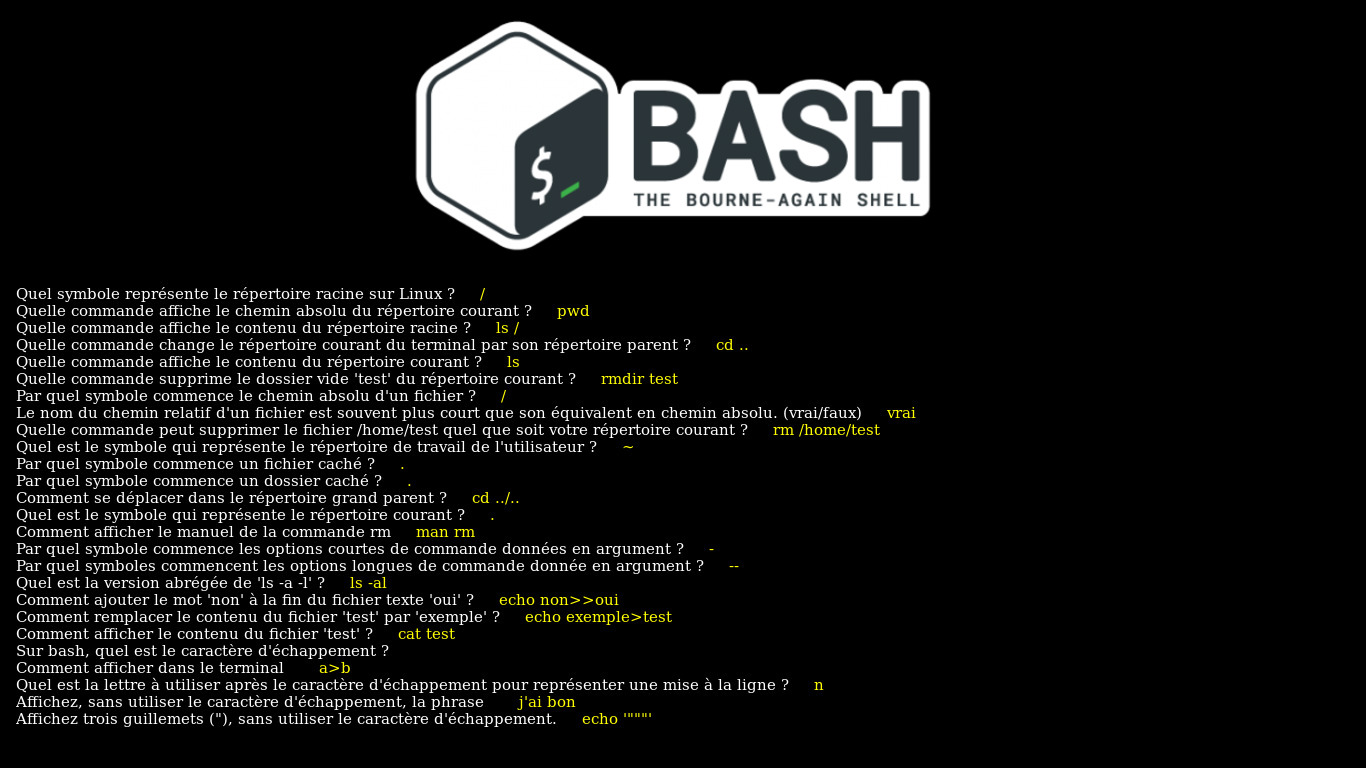 $_
BASH
THE BOURNE-AGAIN SHELL
Quel symbole représente le répertoire racine sur Linux ? /
Quelle commande affiche le chemin absolu du répertoire courant ? pwd
Quelle commande affiche le contenu du répertoire racine ? ls /
Quelle commande change le répertoire courant du terminal par son répertoire parent ? cd ..
Quelle commande affiche le contenu du répertoire courant ? ls
Quelle commande supprime le dossier vide 'test' du répertoire courant ? rmdir test
Par quel symbole commence le chemin absolu d'un fichier ? /
Le nom du chemin relatif d'un fichier est souvent plus court que son équivalent en chemin absolu. (vrai/faux) vrai
Quelle commande peut supprimer le fichier /home/test quel que soit votre répertoire courant ? rm /home/test
Quel est le symbole qui représente le répertoire de travail de l'utilisateur ? ~
Par quel symbole commence un fichier caché ? .
Par quel symbole commence un dossier caché ? .
Comment se déplacer dans le répertoire grand parent ? cd ../..
Quel est le symbole qui représente le répertoire courant ? .
Comment afficher le manuel de la commande rm man rm
Par quel symbole commence les options courtes de commande données en argument ? -
Par quel symboles commencent les options longues de commande donnée en argument ? --
Quel est la version abrégée de 'ls -a -l' ? ls -al
Comment ajouter le mot 'non' à la fin du fichier texte 'oui' ? echo non>>oui
Comment remplacer le contenu du fichier 'test' par 'exemple' ? echo exemple>test
Comment afficher le contenu du fichier 'test' ? cat test
Sur bash, quel est le caractère d'échappement ?
Comment afficher dans le terminal a>b
Quel est la lettre à utiliser après le caractère d'échappement pour représenter une mise à la ligne ? n
Affichez, sans utiliser le caractère d'échappement, la phrase j'ai bon
Affichez trois guillemets ("), sans utiliser le caractère d'échappement. echo '"""'